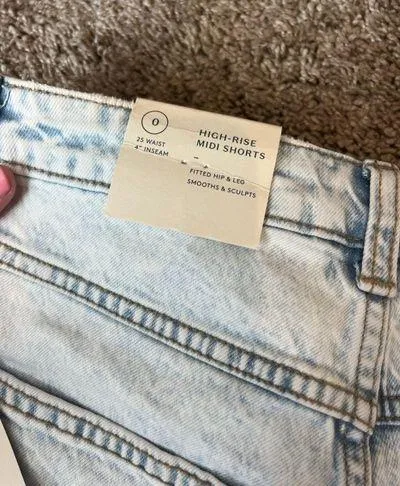 0
25 WAIST
4" INSEAM
HIGH-RISE
MIDI SHORTS
FITTED HIP & LEG
SMOOTHS & SCULPTS